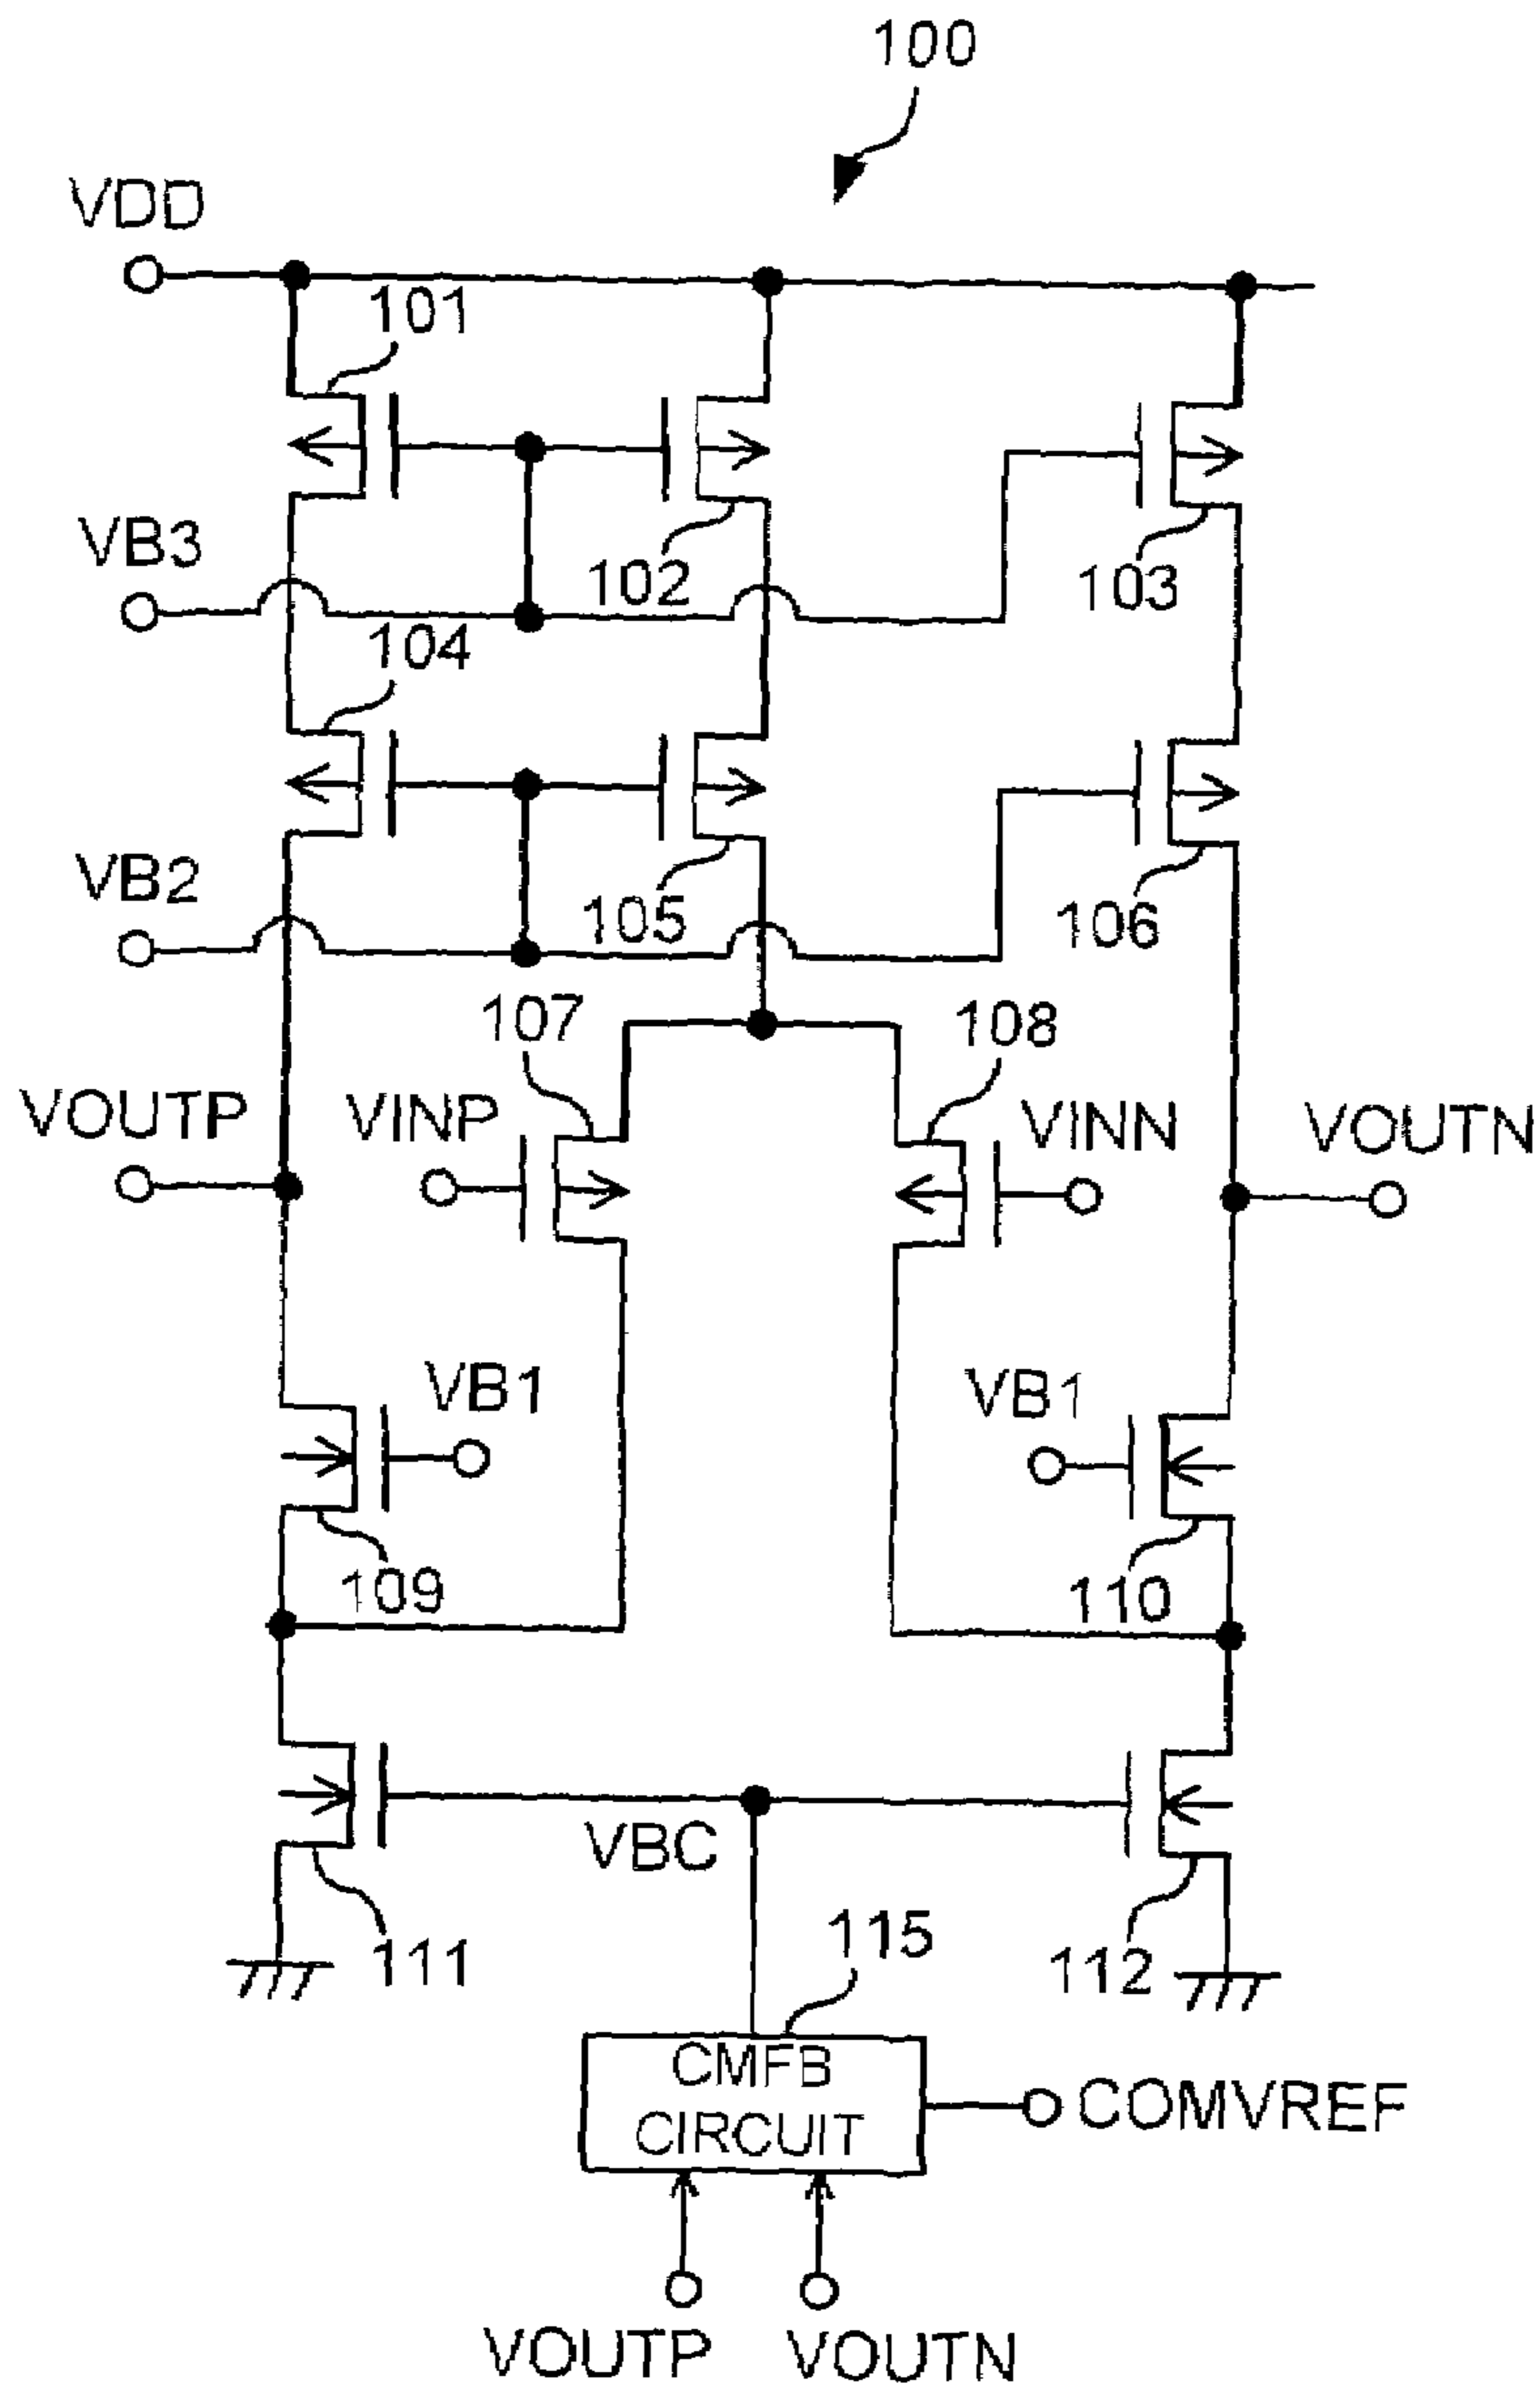 100
VDD
101
VB3
102
103
104
VB2
105
106
107
108
VOUTP
VINP
VINN
VOUTN
VB1
VB1
109
110
VBC
111
115
112
CMFB
CIRCUIT
COMVREF
VOUTP
VOUTN